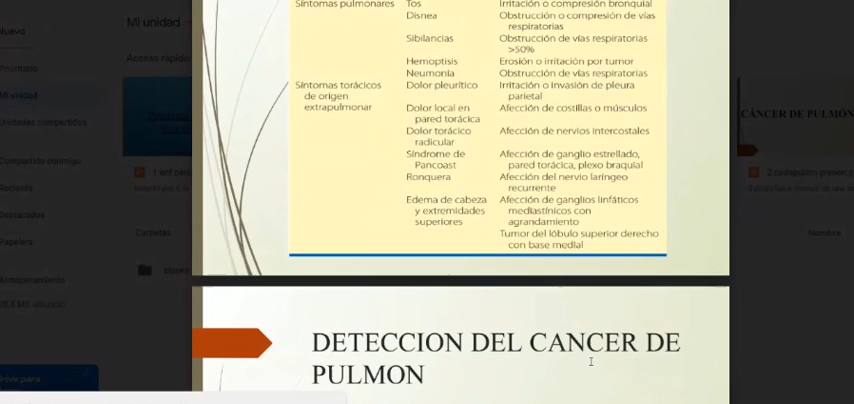 Mi unidad
Acceso rápido
Prioritario
Mi unidad
Unidades compartidas
Compartido conmigo
Reciente
Destacados
Papelera
Almacenamiento
Carpetas
Síntomas pulmonares Tos Irritación o compresión bronquial
Disnea Obstrucción o compresión de vías
respiratorias
Sibilancias Obstrucción de vías respiratorias
>50%
Hemoptisis Erosión o irritación por tumor
Neumonía Obstrucción de vías respiratorias
Síntomas torácicos Dolor pleurítico Irritación o invasión de pleura
de origen parietal
extrapulmonar Dolor local en Afección de costillas o músculos
pared torácica
Dolor torácico Afección de nervios intercostales
radicular
Síndrome de Afección de ganglio estrellado,
Pancoast pared torácica, plexo braquial
Ronquera Afección del nervio laríngeo
recurrente
Edema de cabeza Afección de ganglios linfáticos
y extremidades mediastínicos con
superiores agrandamiento
Tumor del lóbulo superior derecho
con base medial
DETECCION DEL CANCER DE
PULMON
CÁNCER DE PULMÓN
Nombre